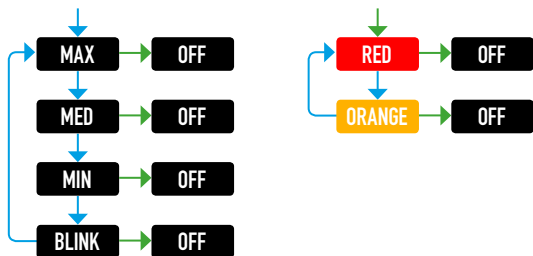 MAX OFF
MED OFF
MIN OFF
BLINK OFF
RED OFF
ORANGE OFF